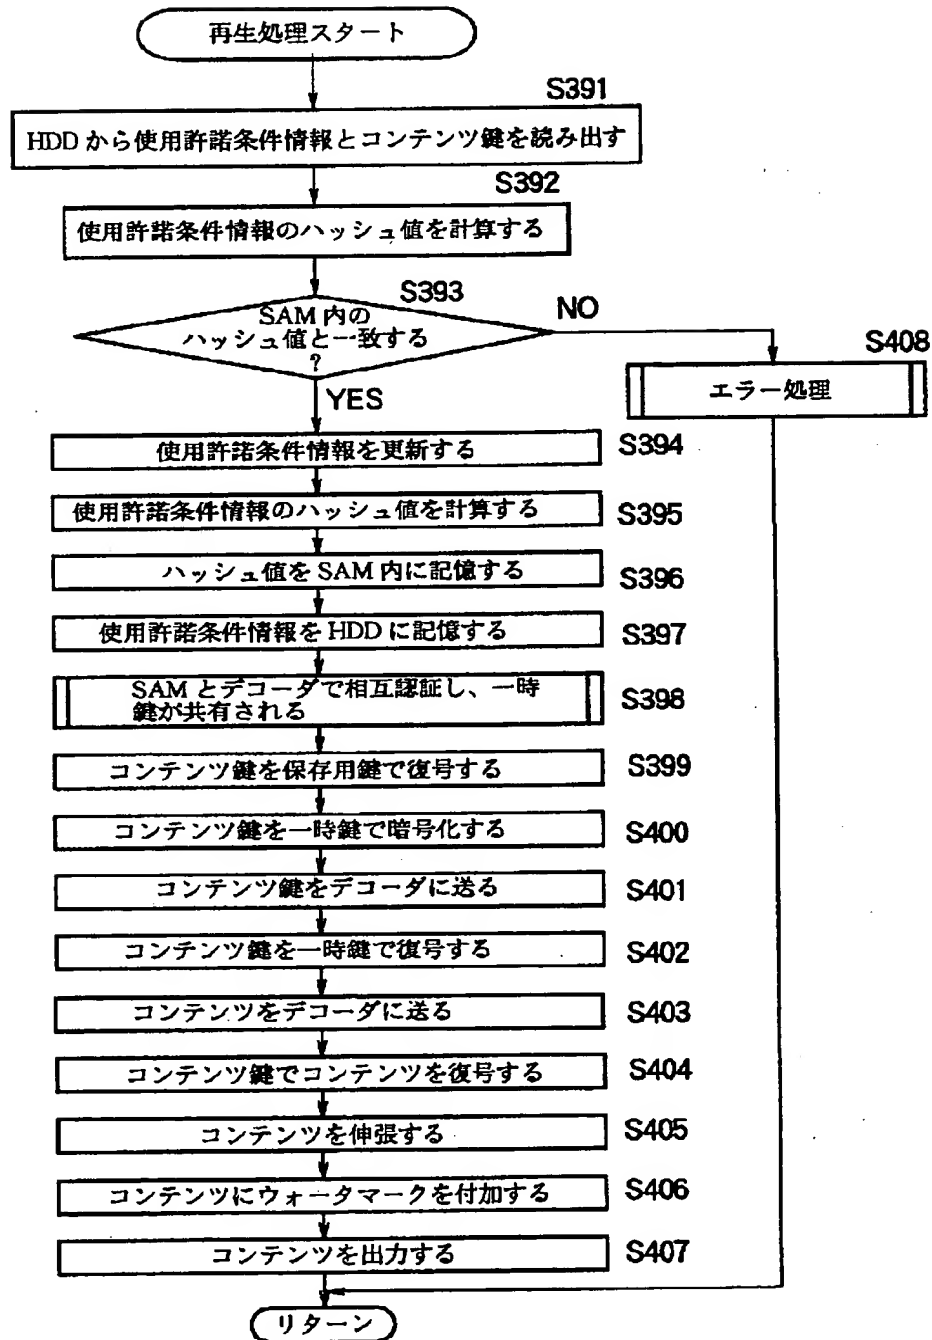 再生処理スタート
S391
HDD から使用許諾条件情報とコンテンツ鍵を読み出す
S392
使用許諾条件情報のハッシュ値を計算する
S393
SAM 内の
ハッシュ値と一致する
?
NO
YES
S408
エラー処理
使用許諾条件情報を更新する
S394
使用許諾条件情報のハッシュ値を計算する
S395
ハッシュ値を SAM 内に記憶する
S396
使用許諾条件情報を HDD に記憶する
S397
SAM とデコーダで相互認証し、一時
鍵が共有される
S398
コンテンツ鍵を保存用鍵で復号する
S399
コンテンツ鍵を一時鍵で暗号化する
S400
コンテンツ鍵をデコーダに送る
S401
コンテンツ鍵を一時鍵で復号する
S402
コンテンツをデコーダに送る
S403
コンテンツ鍵でコンテンツを復号する
S404
コンテンツを伸張する
S405
コンテンツにウォータマークを付加する
S406
コンテンツを出力する
S407
リターン